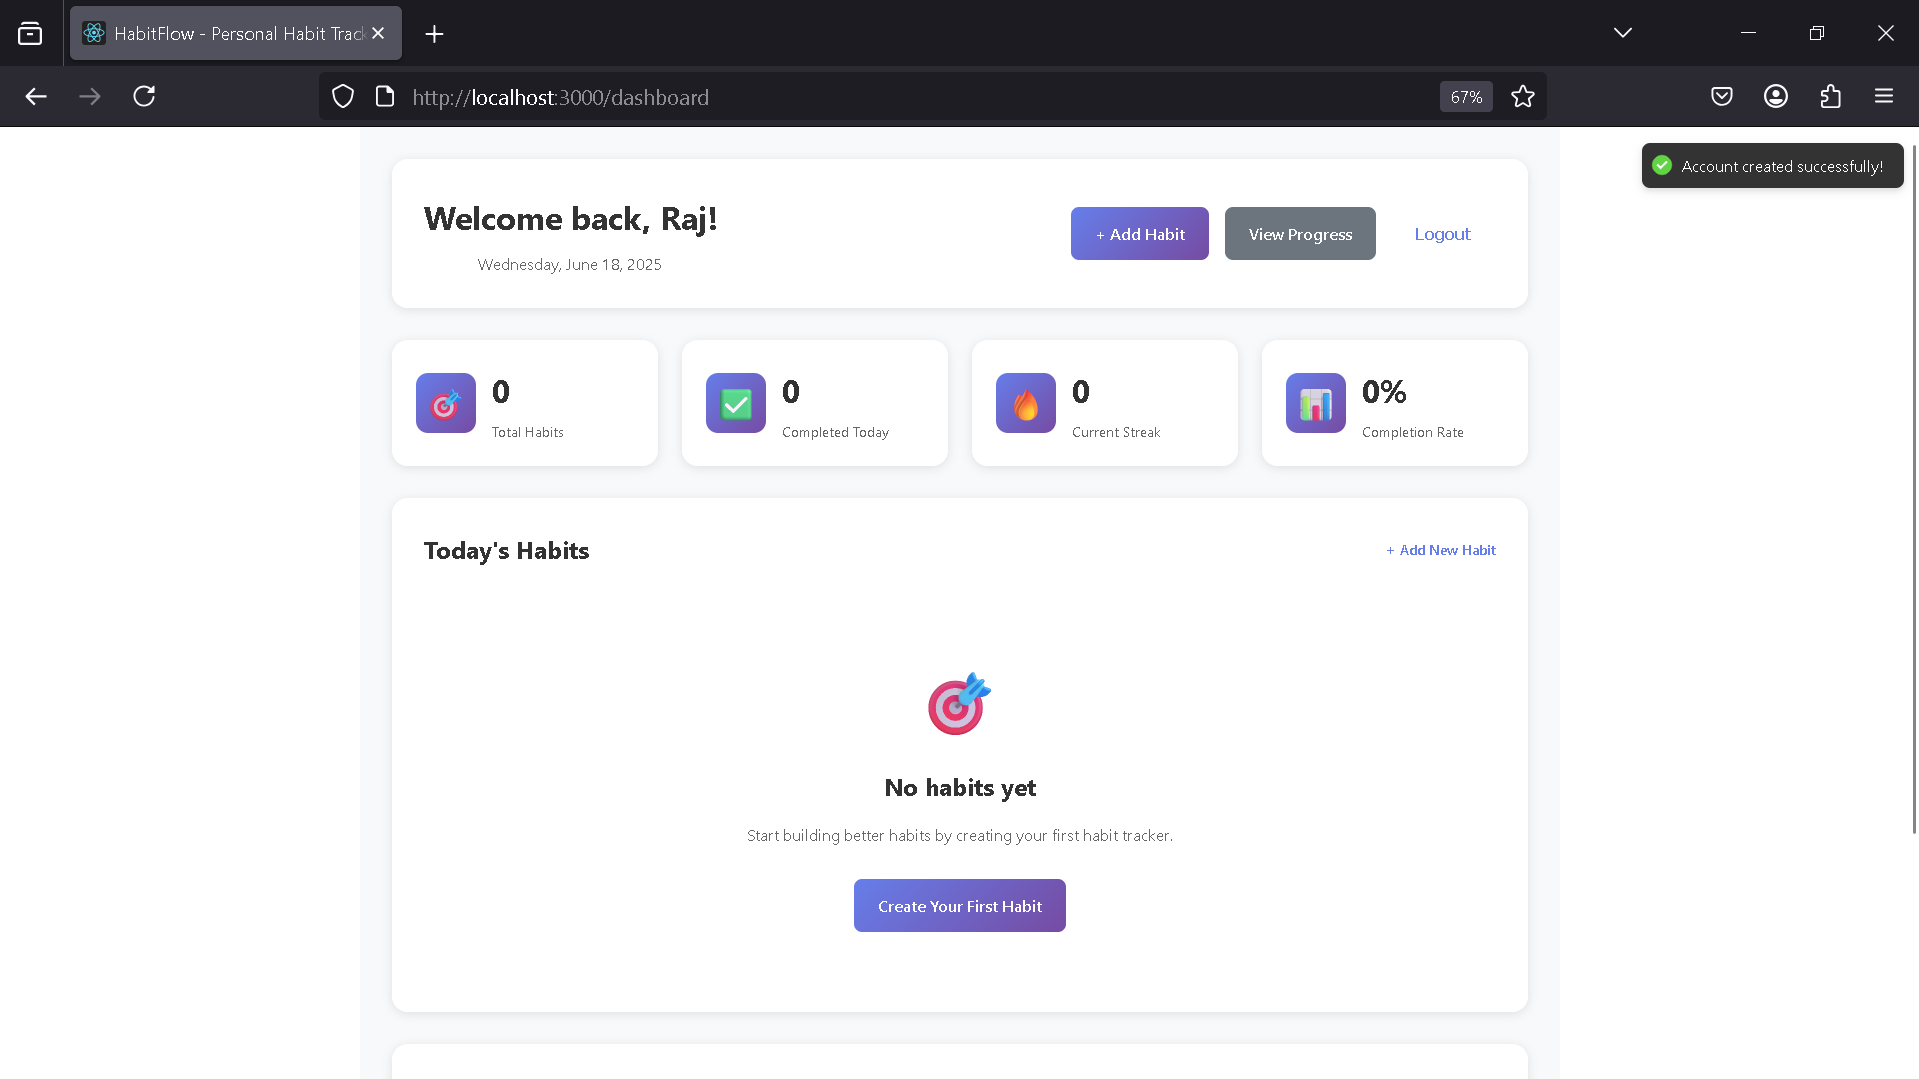 HabitFlow - Personal Habit Trac
http://localhost:3000/dashboard
67%
Account created successfully!
Welcome back, Raj!
Wednesday, June 18, 2025
+ Add Habit
View Progress
Logout
0
Total Habits
0
Completed Today
0
Current Streak
0%
Completion Rate
Today's Habits
+ Add New Habit
No habits yet
Start building better habits by creating your first habit tracker.
Create Your First Habit